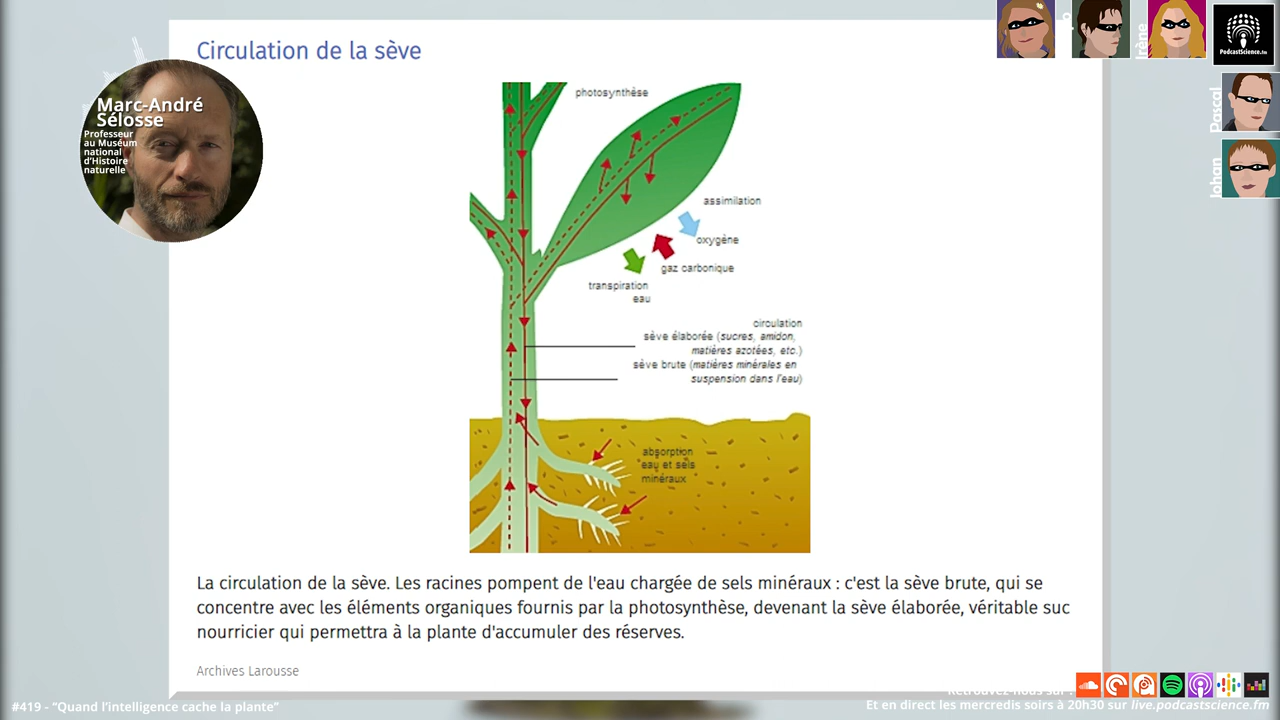 Circulation de la sève
Marc-André
Sélosse
Professeur
au Muséum
national
d'Histoire
naturelle
photosynthèse
assimilation
oxygène
gaz carbonique
transpiration
eau
circulation
sève élaborée (sucres, amidon,
matières azotées, etc.)
sève brute (matières minérales en
suspension dans l'eau)
absorption
eau et sels
minéraux
La circulation de la sève. Les racines pompent de l'eau chargée de sels minéraux : c'est la sève brute, qui se
concentre avec les éléments organiques fournis par la photosynthèse, devenant la sève élaborée, véritable suc
nourricier qui permettra à la plante d'accumuler des réserves.
Archives Larousse
Irène
PodcastScience.fm
Pascal
Johan
Retrouvez-nous sur :
#419 - “Quand l’intelligence cache la plante”
Et en direct les mercredis soirs à 20h30 sur live.podcastscience.fm